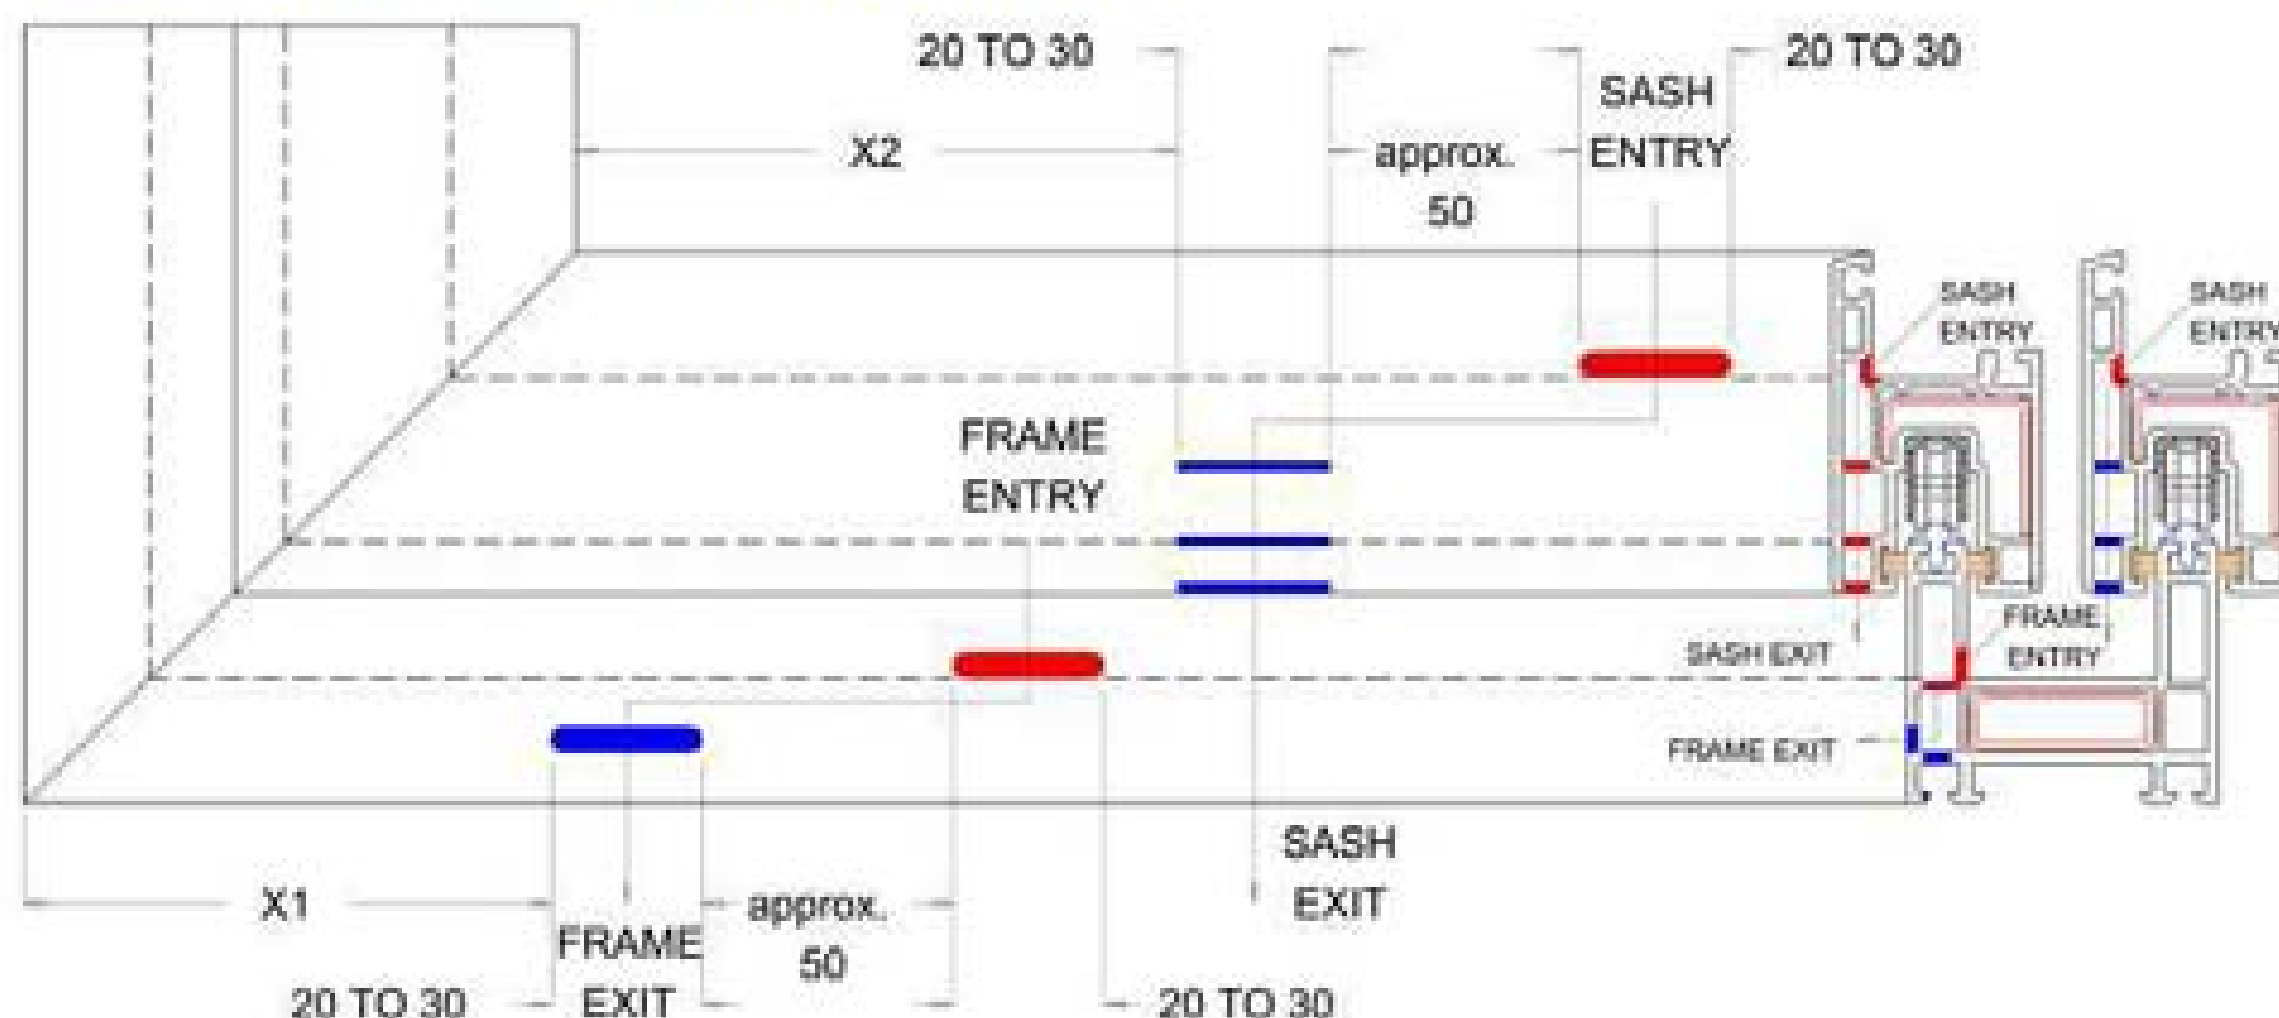 20 TO 30
20 TO 30
SASH
ENTRY
X2
approx.
50
SASH
ENTRY
SASH
ENTRY
FRAME
ENTRY
FRAME
ENTRY
SASH EXIT
FRAME EXIT
SASH
EXIT
X1
approx.
50
FRAME
EXIT
20 TO 30
20 TO 30